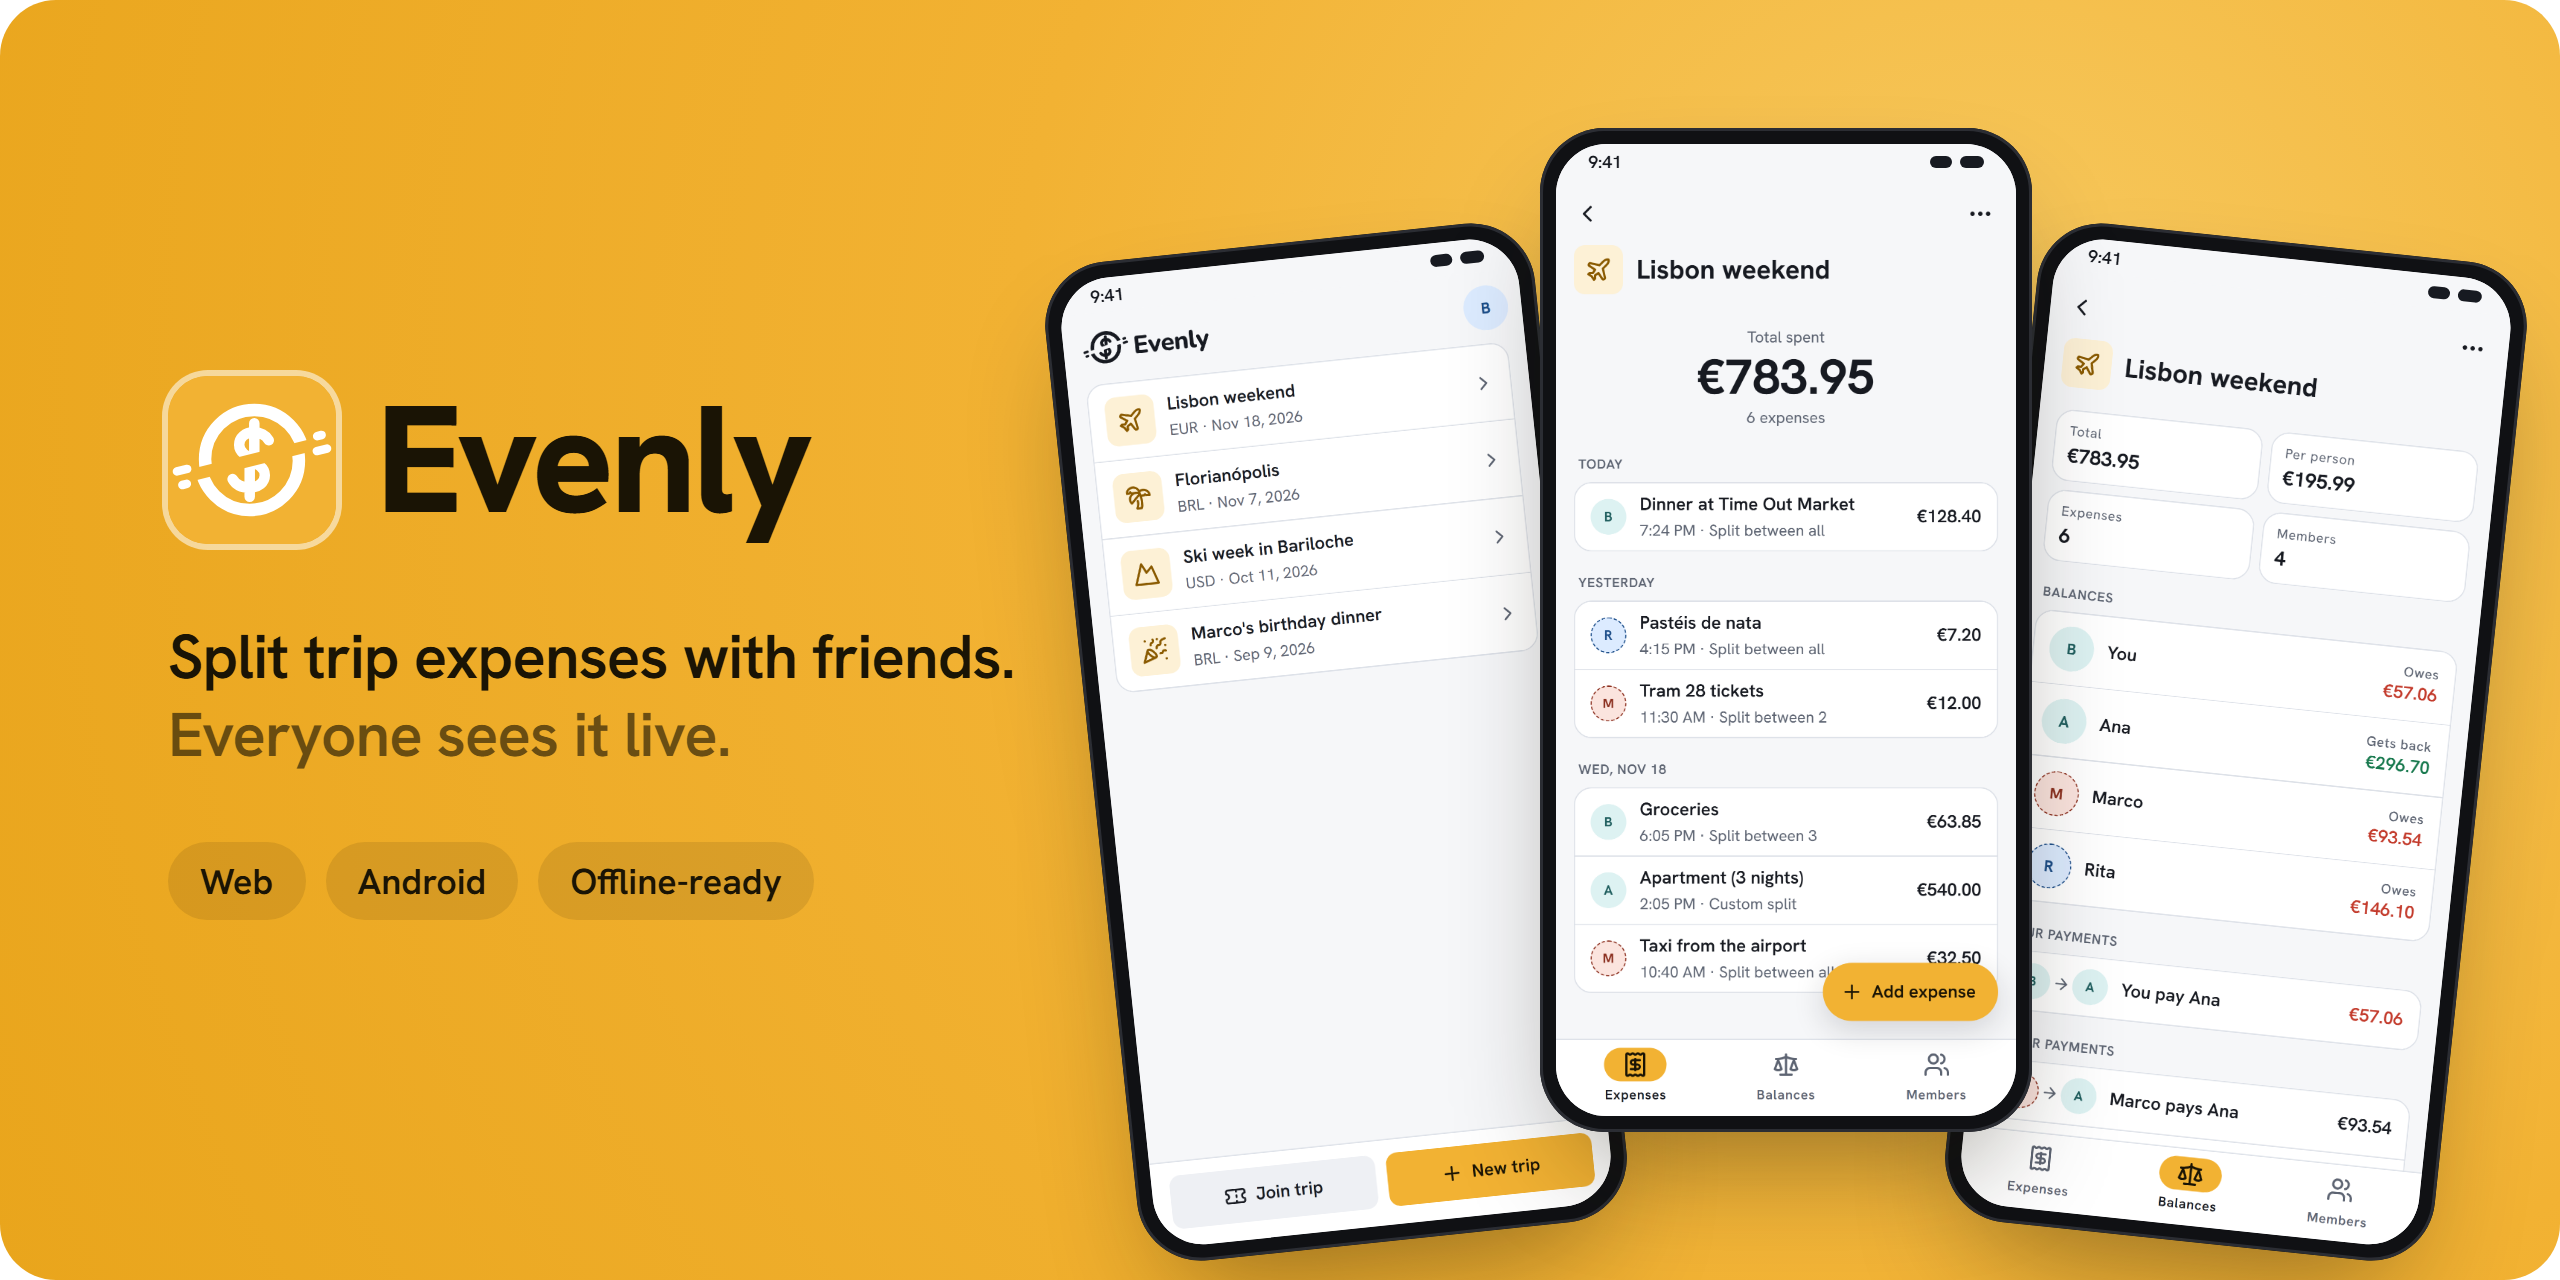 Evenly
Split trip expenses with friends.
Everyone sees it live.
Web
Android
Offline-ready
9:41
Evenly
B
Lisbon weekend
EUR · Nov 18, 2026
Florianópolis
BRL · Nov 7, 2026
Ski week in Bariloche
USD · Oct 11, 2026
Marco's birthday dinner
BRL · Sep 9, 2026
Join trip
+ New trip
9:41
Lisbon weekend
Total spent
€783.95
6 expenses
TODAY
B
Dinner at Time Out Market
7:24 PM · Split between all
€128.40
YESTERDAY
R
Pastéis de nata
4:15 PM · Split between all
€7.20
M
Tram 28 tickets
11:30 AM · Split between 2
€12.00
WED, NOV 18
B
Groceries
6:05 PM · Split between 3
€63.85
A
Apartment (3 nights)
2:05 PM · Custom split
€540.00
M
Taxi from the airport
10:40 AM · Split between all
€32.50
+ Add expense
Expenses
Balances
Members
9:41
Lisbon weekend
Total
€783.95
Per person
€195.99
Expenses
6
Members
4
BALANCES
B
You
Owes
€57.06
A
Ana
Gets back
€296.70
M
Marco
Owes
€93.54
R
Rita
Owes
€146.10
PAYMENTS
A
You pay Ana
€57.06
PAYMENTS
A
Marco pays Ana
€93.54
Expenses
Balances
Members